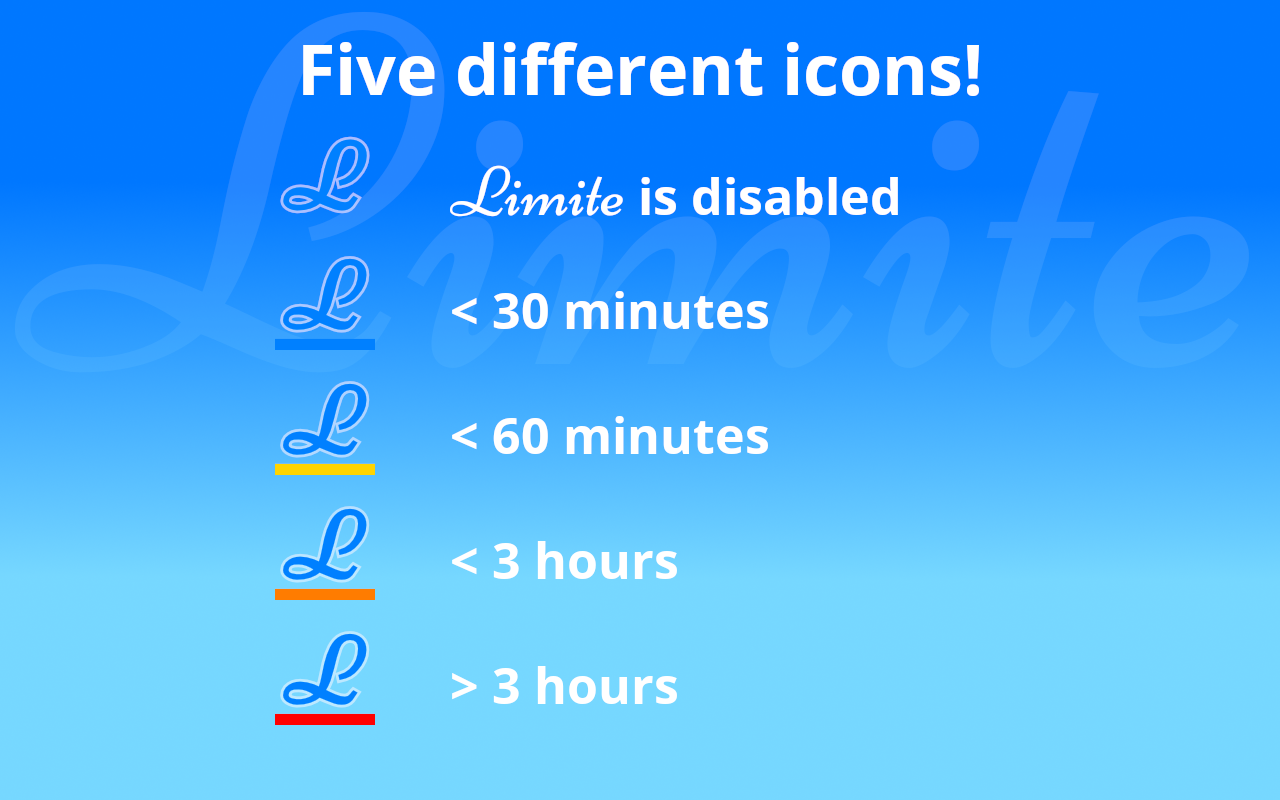 Five different icons!
L Limite is disabled
L < 30 minutes
L < 60 minutes
L < 3 hours
L > 3 hours
Limite